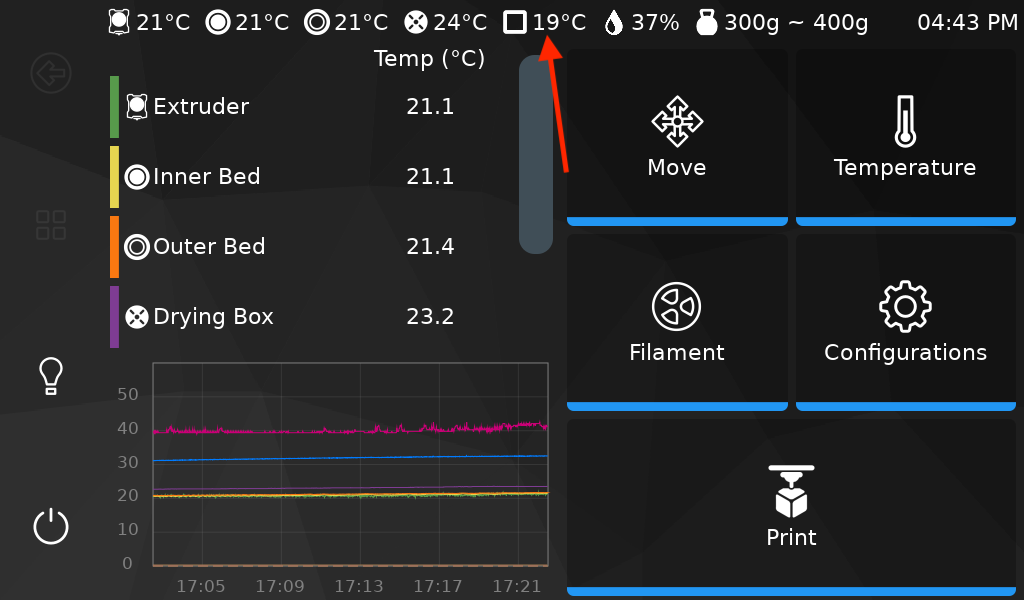 21°C 21°C 21°C 24°C 19°C 37% 300g ~ 400g 04:43 PM
Temp (°C)
Extruder 21.1
Inner Bed 21.1
Outer Bed 21.4
Drying Box 23.2
50
40
30
20
10
0
17:05 17:09 17:13 17:17 17:21
Move
Temperature
Filament
Configurations
Print